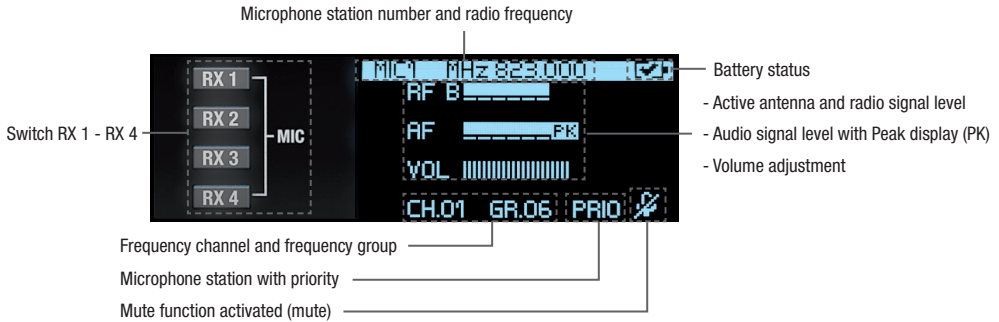 Microphone station number and radio frequency
MIC1 MHz 823.000
Battery status
RX 1
RX 2
RX 3
RX 4
MIC
Switch RX 1 - RX 4
RF B
AF PK
VOL
- Active antenna and radio signal level
- Audio signal level with Peak display (PK)
- Volume adjustment
CH.01 GR.06 PRIO
Frequency channel and frequency group
Microphone station with priority
Mute function activated (mute)